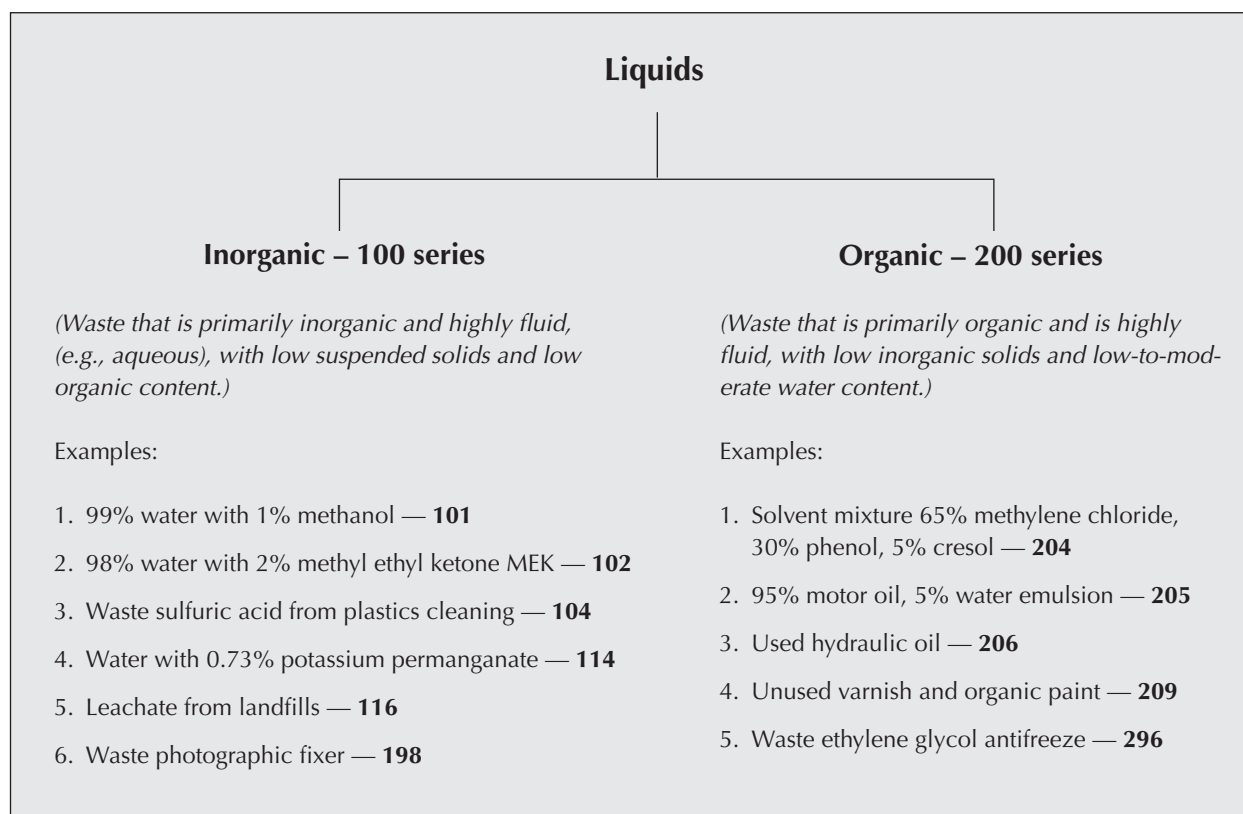 Liquids
Inorganic – 100 series
(Waste that is primarily inorganic and highly fluid,
(e.g., aqueous), with low suspended solids and low
organic content.)
Examples:
1. 99% water with 1% methanol — 101
2. 98% water with 2% methyl ethyl ketone MEK — 102
3. Waste sulfuric acid from plastics cleaning — 104
4. Water with 0.73% potassium permanganate — 114
5. Leachate from landfills — 116
6. Waste photographic fixer — 198
Organic – 200 series
(Waste that is primarily organic and is highly
fluid, with low inorganic solids and low-to-mod-
erate water content.)
Examples:
1. Solvent mixture 65% methylene chloride,
30% phenol, 5% cresol — 204
2. 95% motor oil, 5% water emulsion — 205
3. Used hydraulic oil — 206
4. Unused varnish and organic paint — 209
5. Waste ethylene glycol antifreeze — 296